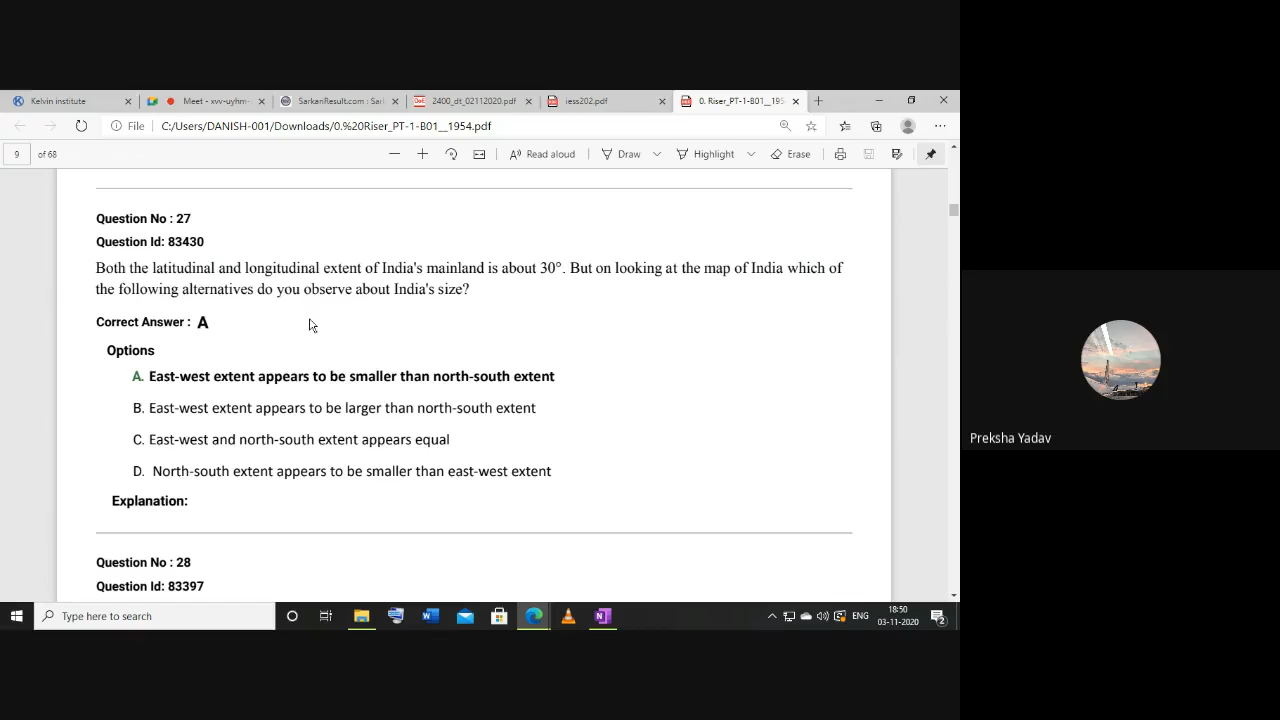 Kelvin institute
Meet - xvv-uyhm-
SarkariResult.com : Sarl
2400_dt_02112020.pdf
iess202.pdf
0. Riser_PT-1-B01__195
File
C:/Users/DANISH-001/Downloads/0.%20Riser_PT-1-B01__1954.pdf
9 of 68
Read aloud
Draw
Highlight
Erase
Question No : 27
Question Id: 83430
Both the latitudinal and longitudinal extent of India's mainland is about 30°. But on looking at the map of India which of
the following alternatives do you observe about India's size?
Correct Answer : A
Options
A. East-west extent appears to be smaller than north-south extent
B. East-west extent appears to be larger than north-south extent
C. East-west and north-south extent appears equal
D. North-south extent appears to be smaller than east-west extent
Explanation:
Question No : 28
Question Id: 83397
Preksha Yadav
Type here to search
ENG
18:50
03-11-2020
2